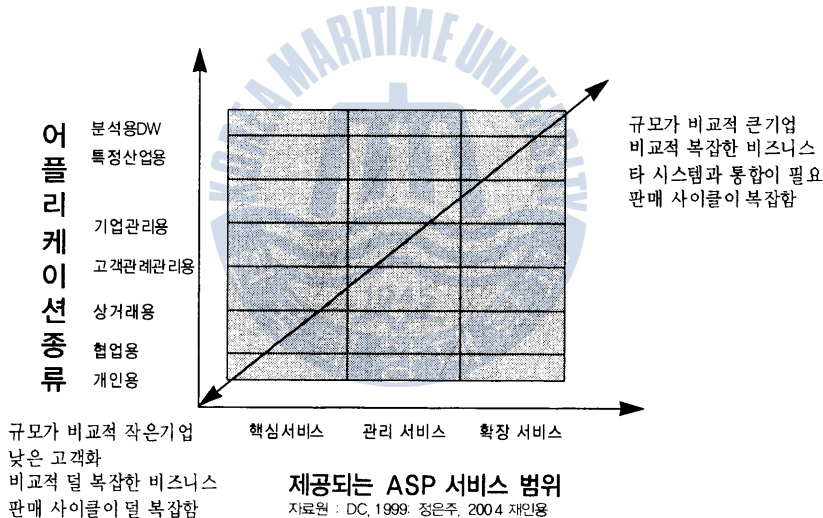 KOREA MARITIME UNIVERSITY
어플리케이션종류
분석용DW
특정산업용
기업관리용
고객관계관리용
상거래용
협업용
개인용
1945
규모가 비교적 큰기업
비교적 복잡한 비즈니스
타 시스템과 통합이 필요
판매 사이클이 복잡함
규모가 비교적 작은기업
낮은 고객화
비교적 덜 복잡한 비즈니스
판매 사이클이 덜 복잡함
핵심서비스 관리 서비스 확장 서비스
제공되는 ASP 서비스 범위
자료원 : DC, 1999: 정은주, 2004 재인용